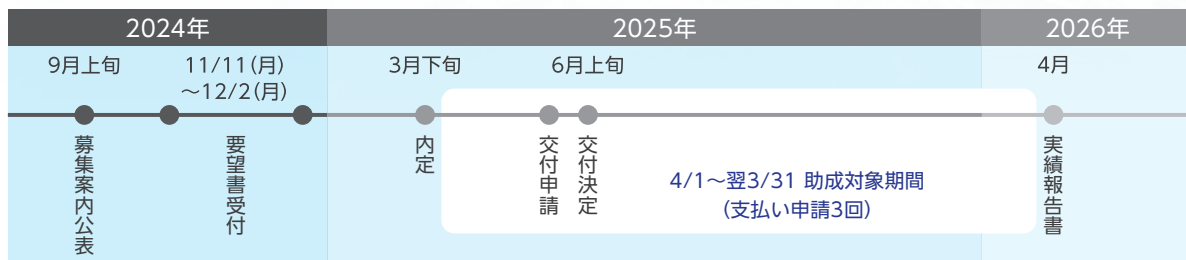 2024年
2025年
2026年
9月上旬
11/11(月)
～12/2(月)
3月下旬
6月上旬
4月
募集案内公表
要望書受付
内定
交付申請
交付決定
4/1～翌3/31 助成対象期間
(支払い申請3回)
実績報告書